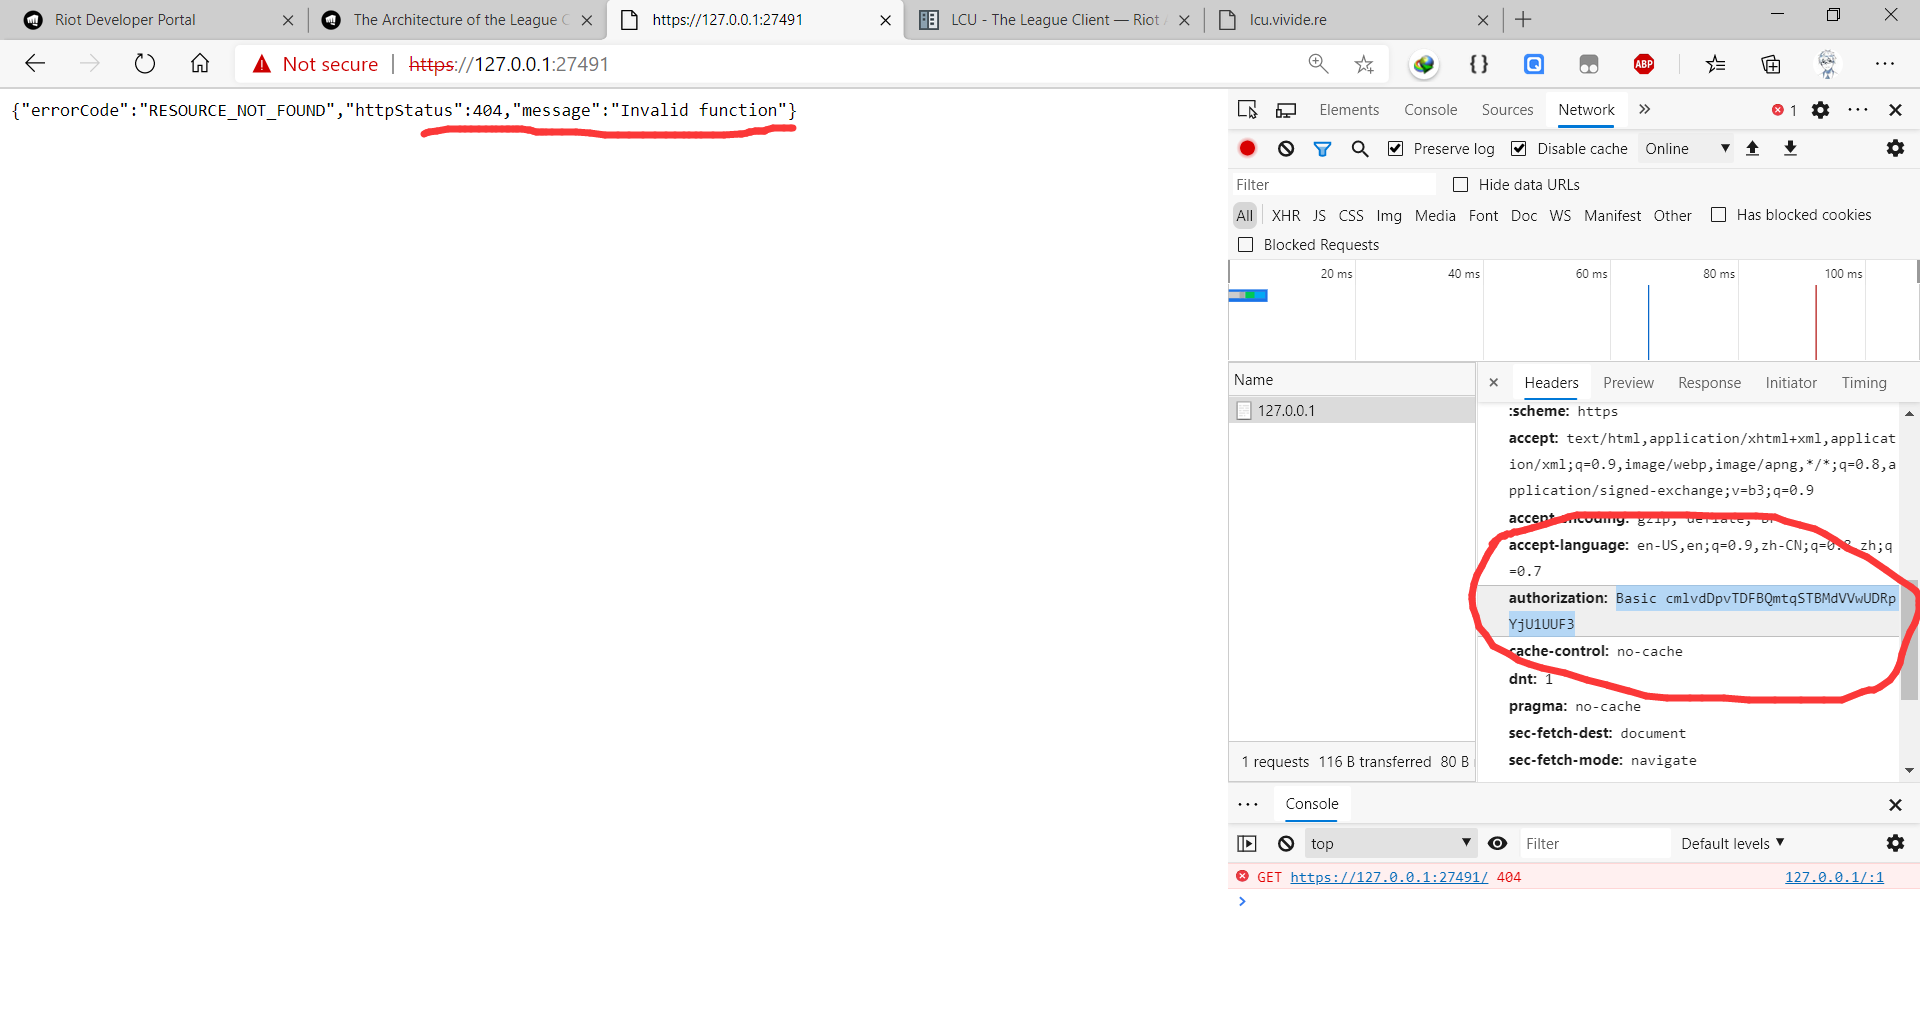 Riot Developer Portal
The Architecture of the League C
https://127.0.0.1:27491
LCU - The League Client — Riot A
lcu.vivide.re
Not secure | https://127.0.0.1:27491
ABP
{"errorCode":"RESOURCE_NOT_FOUND","httpStatus":404,"message":"Invalid function"}
Elements Console Sources Network » 1
Preserve log Disable cache Online
Filter Hide data URLs
All XHR JS CSS Img Media Font Doc WS Manifest Other Has blocked cookies
Blocked Requests
20 ms 40 ms 60 ms 80 ms 100 ms
Name
127.0.0.1
1 requests 116 B transferred 80 B
Headers Preview Response Initiator Timing
:scheme: https
accept: text/html,application/xhtml+xml,applicat
ion/xml;q=0.9,image/webp,image/apng,*/*;q=0.8,a
pplication/signed-exchange;v=b3;q=0.9
accept-encoding: gzip, deflate, br
accept-language: en-US,en;q=0.9,zh-CN;q=0.8,zh;q
=0.7
authorization: Basic cmlvdDpvTDFBQmtqSTBMdVVwUDRp
YjU1UUF3
cache-control: no-cache
dnt: 1
pragma: no-cache
sec-fetch-dest: document
sec-fetch-mode: navigate
Console
top Filter Default levels
GET https://127.0.0.1:27491/ 404 127.0.0.1/:1